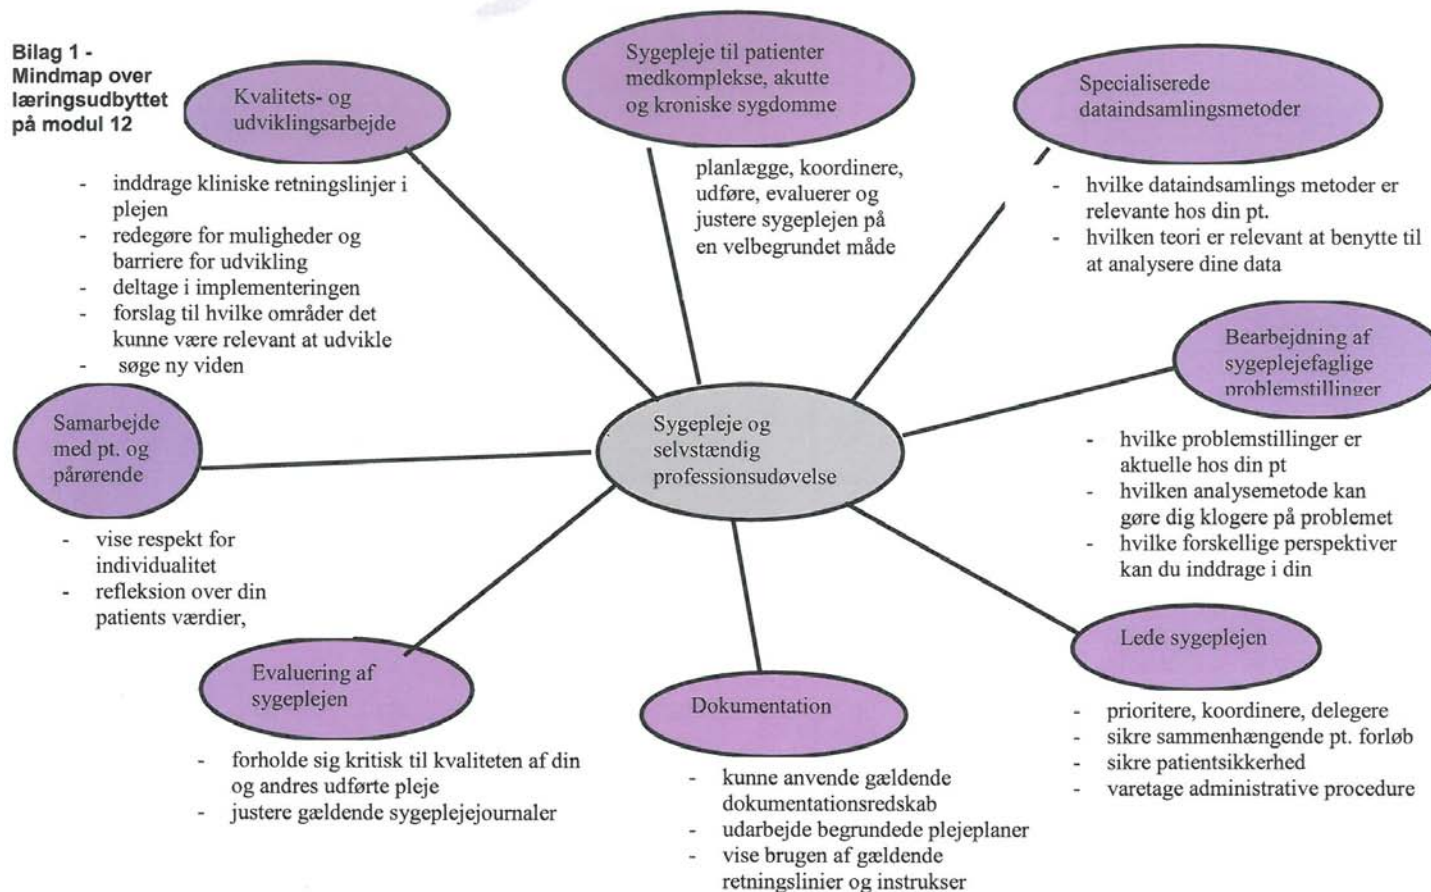 Bilag 1 -
Mindmap over
læringsudbyttet
på modul 12
Kvalitets- og
udviklingsarbejde
- inddrage kliniske retningslinjer i
plejen
- redegøre for muligheder og
barriere for udvikling
- deltage i implementeringen
- forslag til hvilke områder det
kunne være relevant at udvikle
- søge ny viden
Sygepleje til patienter
medkomplekse, akutte
og kroniske sygdomme
planlægge, koordinere,
udføre, evaluerer og
justere sygeplejen på
en velbegrundet måde
Specialiserede
dataindsamlingsmetoder
- hvilke dataindsamlings metoder er
relevante hos din pt.
- hvilken teori er relevant at benytte til
at analysere dine data
Bearbejdning af
sygeplejefaglige
problemstillinger
- hvilke problemstillinger er
aktuelle hos din pt
- hvilken analysemetode kan
gøre dig klogere på problemet
- hvilke forskellige perspektiver
kan du inddrage i din
Samarbejde
med pt. og
pårørende
- vise respekt for
individualitet
- refleksion over din
patients værdier,
Sygepleje og
selvstændig
professionsudøvelse
Evaluering af
sygeplejen
- forholde sig kritisk til kvaliteten af din
og andres udførte pleje
- justere gældende sygeplejejournaler
Dokumentation
- kunne anvende gældende
dokumentationsredskab
- udarbejde begrundede plejeplaner
- vise brugen af gældende
retningslinier og instrukser
Lede sygeplejen
- prioritere, koordinere, delegere
- sikre sammenhængende pt. forløb
- sikre patientsikkerhed
- varetage administrative procedure